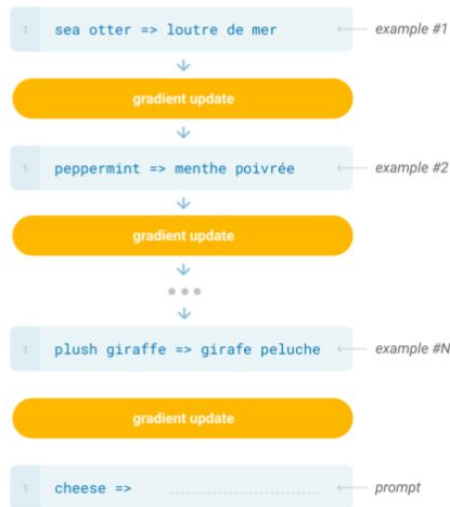 1 sea otter => loutre de mer ← example #1
gradient update
1 peppermint => menthe poivrée ← example #2
gradient update
•••
1 plush giraffe => girafe peluche ← example #N
gradient update
1 cheese => .................... ← prompt